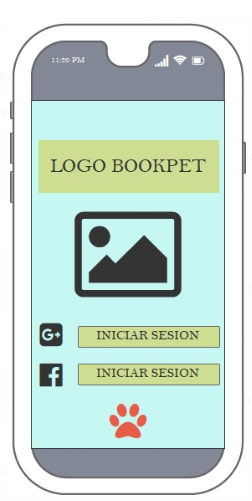 11:50 PM
LOGO BOOKPET
G+ INICIAR SESION
f INICIAR SESION